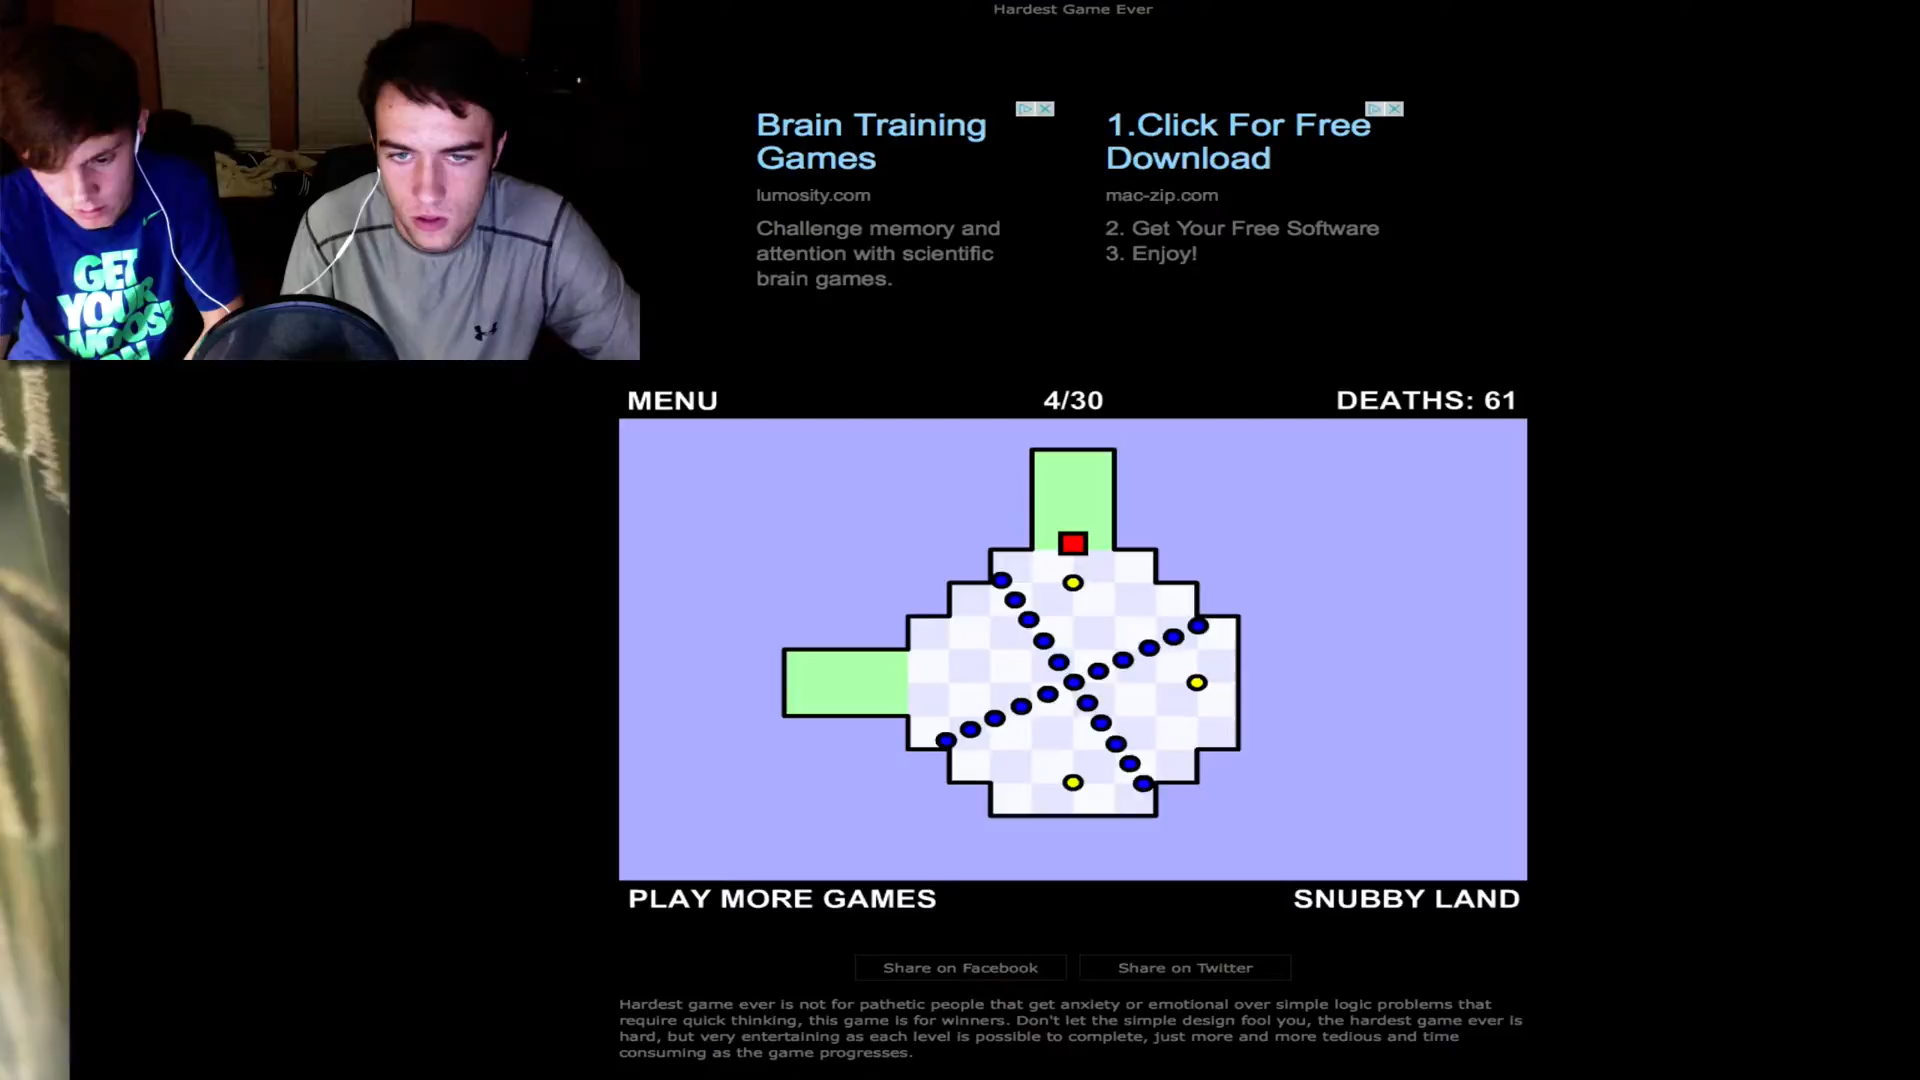 Hardest Game Ever
Brain Training
Games
lumosity.com
Challenge memory and
attention with scientific
brain games.
1.Click For Free
Download
mac-zip.com
2. Get Your Free Software
3. Enjoy!
GET
YOUR
WOOSH
ON
MENU
4/30
DEATHS: 61
PLAY MORE GAMES
SNUBBY LAND
Share on Facebook
Share on Twitter
Hardest game ever is not for pathetic people that get anxiety or emotional over simple logic problems that
require quick thinking, this game is for winners. Don't let the simple design fool you, the hardest game ever is
hard, but very entertaining as each level is possible to complete, just more and more tedious and time
consuming as the game progresses.